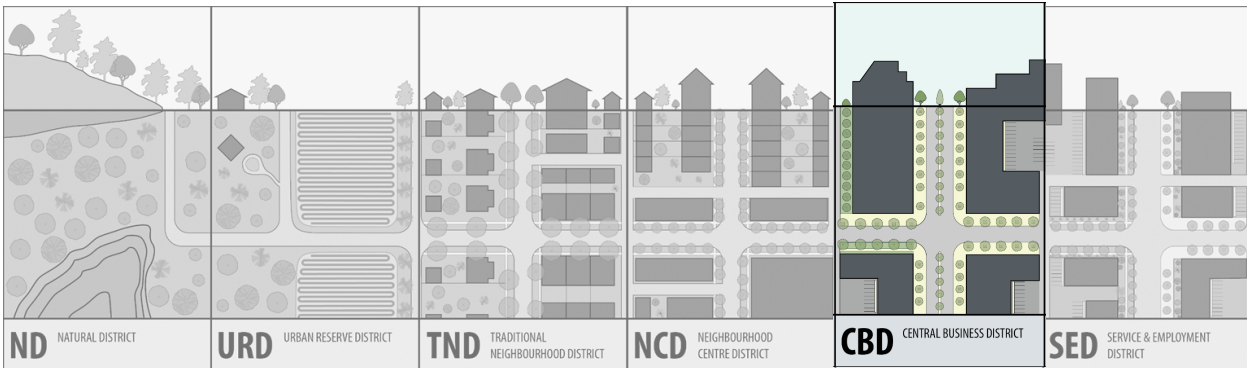 ND NATURAL DISTRICT
URD URBAN RESERVE DISTRICT
TND TRADITIONAL
NEIGHBOURHOOD DISTRICT
NCD NEIGHBOURHOOD
CENTRE DISTRICT
CBD CENTRAL BUSINESS DISTRICT
SED SERVICE & EMPLOYMENT
DISTRICT